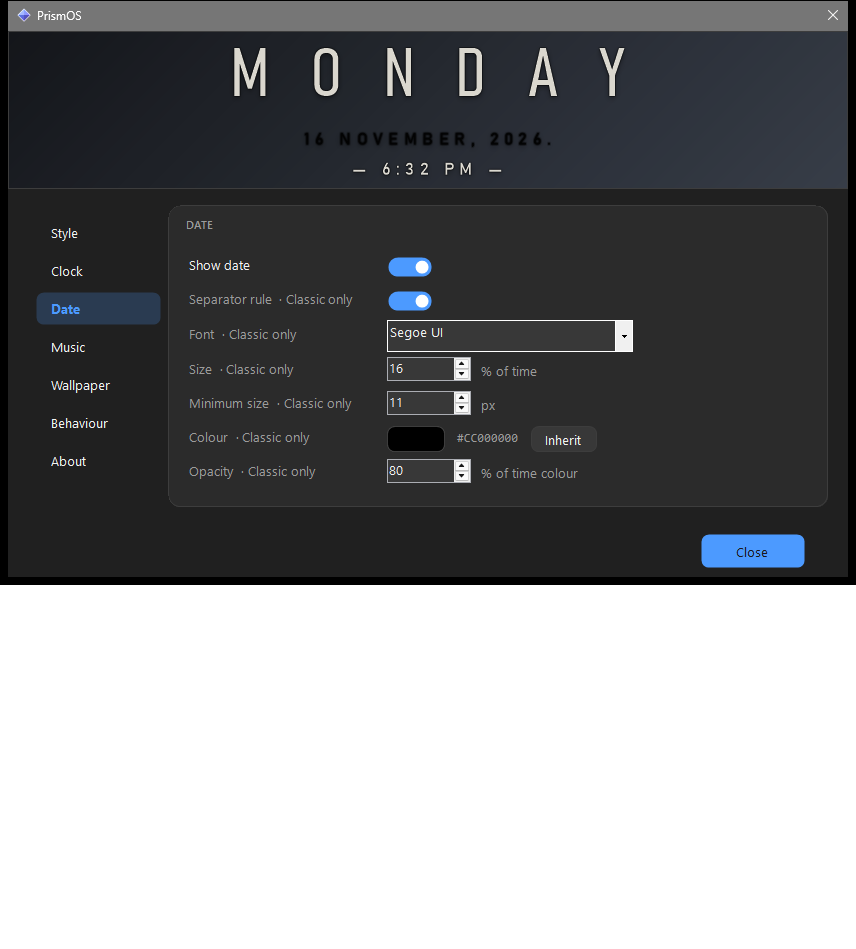 PrismOS
MONDAY
16 NOVEMBER, 2026.
— 6:32 PM —
Style
Clock
Date
Music
Wallpaper
Behaviour
About
DATE
Show date
Separator rule · Classic only
Font · Classic only
Segoe UI
Size · Classic only
16
% of time
Minimum size · Classic only
11
px
Colour · Classic only
#CC000000
Inherit
Opacity · Classic only
80
% of time colour
Close